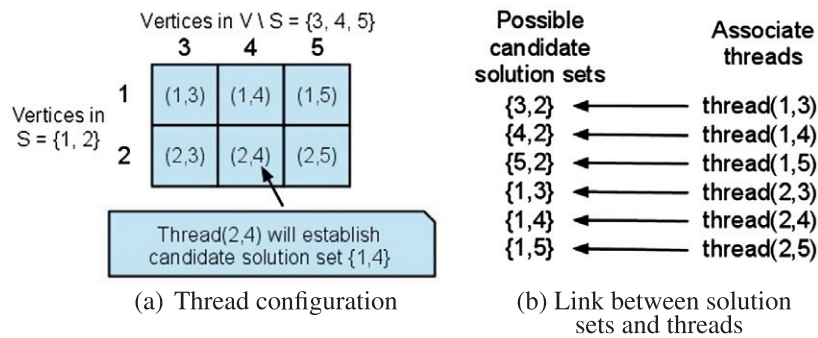 Vertices in V \ S = {3, 4, 5}
3 4 5
Vertices in
S = {1, 2}
1 (1,3) (1,4) (1,5)
2 (2,3) (2,4) (2,5)
Thread(2,4) will establish
candidate solution set {1,4}
(a) Thread configuration
Possible
candidate
solution sets
Associate
threads
{3,2} thread(1,3)
{4,2} thread(1,4)
{5,2} thread(1,5)
{1,3} thread(2,3)
{1,4} thread(2,4)
{1,5} thread(2,5)
(b) Link between solution
sets and threads